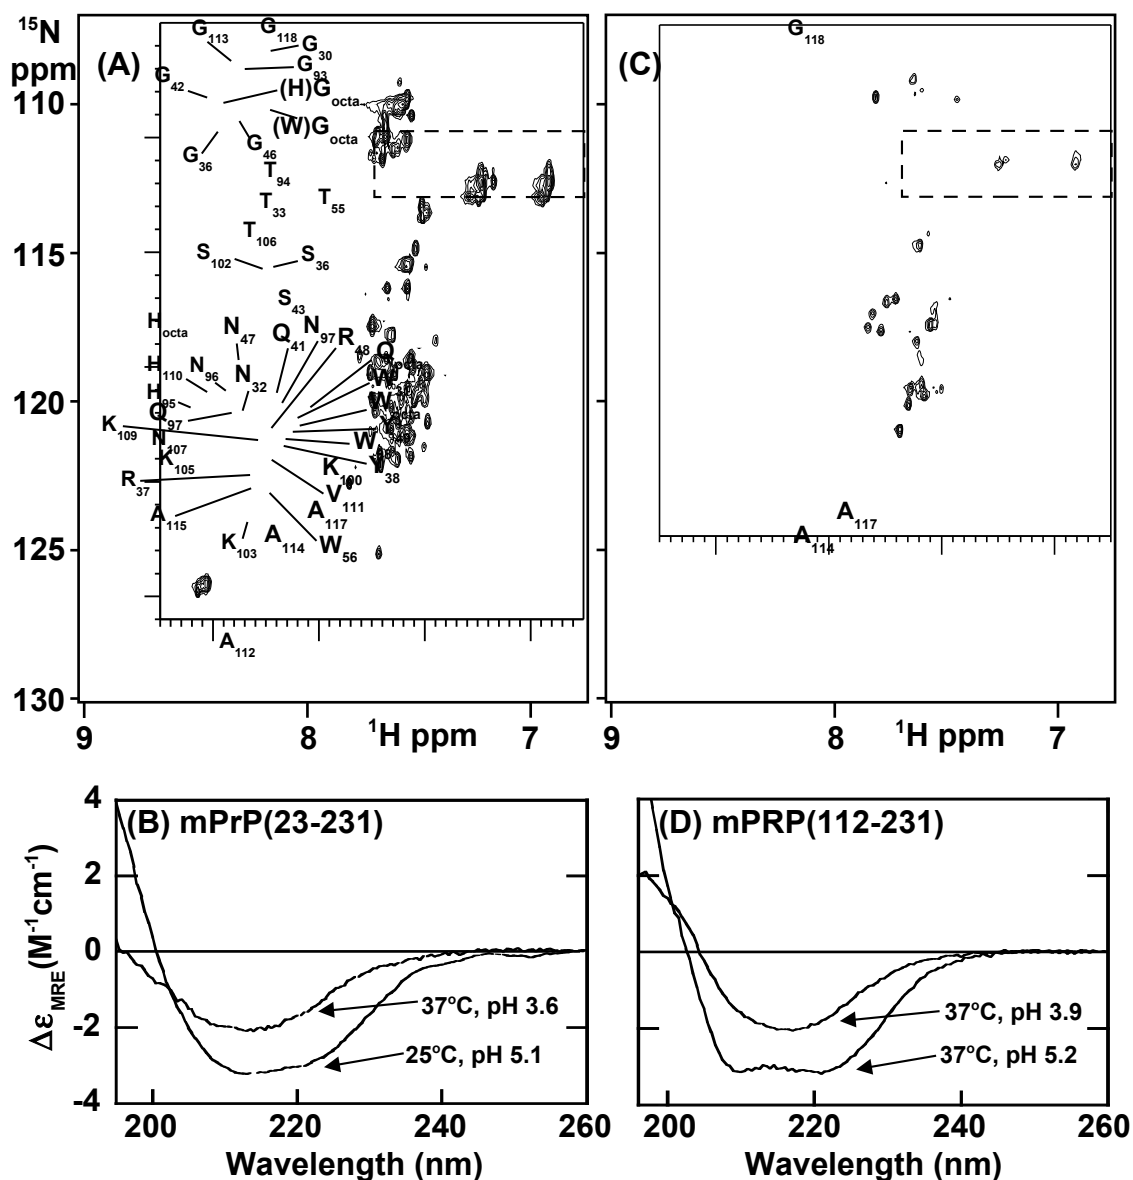 15N
ppm
(A)
G113
G118
G30
G93
G42
(H)Gocta
(W)Gocta
G36
G46
T94
T33
T55
T106
S102
S36
S43
Hocta
N47
Q41
N97
R48
H110
N96
N32
H95
Q97
K109
N107
K105
R37
K100
38
V111
A115
A117
K103
A114
W56
A112
110
115
120
125
130
9
8
7
1H ppm
(C)
G118
A117
A114
9
8
7
1H ppm
(B) mPrP(23-231)
ΔεMRE(M-1cm-1)
4
2
0
-2
-4
37°C, pH 3.6
25°C, pH 5.1
200
220
240
260
Wavelength (nm)
(D) mPRP(112-231)
37°C, pH 3.9
37°C, pH 5.2
200
220
240
260
Wavelength (nm)